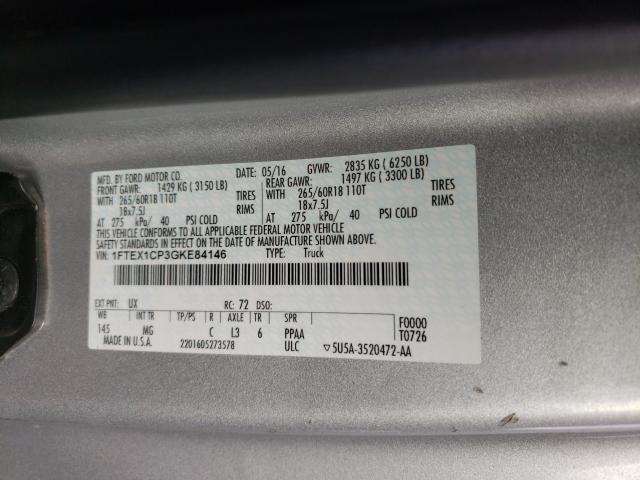 MFD. BY FORD MOTOR CO.
DATE: 05/16 GVWR: 2835 KG ( 6250 LB)
FRONT GAWR: 1429 KG ( 3150 LB) REAR GAWR: 1497 KG ( 3300 LB)
WITH 265/60R18 110T TIRES WITH 265/60R18 110T TIRES
18x7.5J RIMS 18x7.5J RIMS
AT 275 kPa/ 40 PSI COLD AT 275 kPa/ 40 PSI COLD
THIS VEHICLE CONFORMS TO ALL APPLICABLE FEDERAL MOTOR VEHICLE
SAFETY STANDARDS IN EFFECT ON THE DATE OF MANUFACTURE SHOWN ABOVE.
VIN: 1FTEX1CP3GKE84146 TYPE: Truck
EXT PNT: UX RC: 72 DSO:
WB INT TR TP/PS R AXLE TR SPR F0000
145 MG C L3 6 PPAA T0726
MADE IN U.S.A. 2201605273578 ULC ▽5U5A-3520472-AA